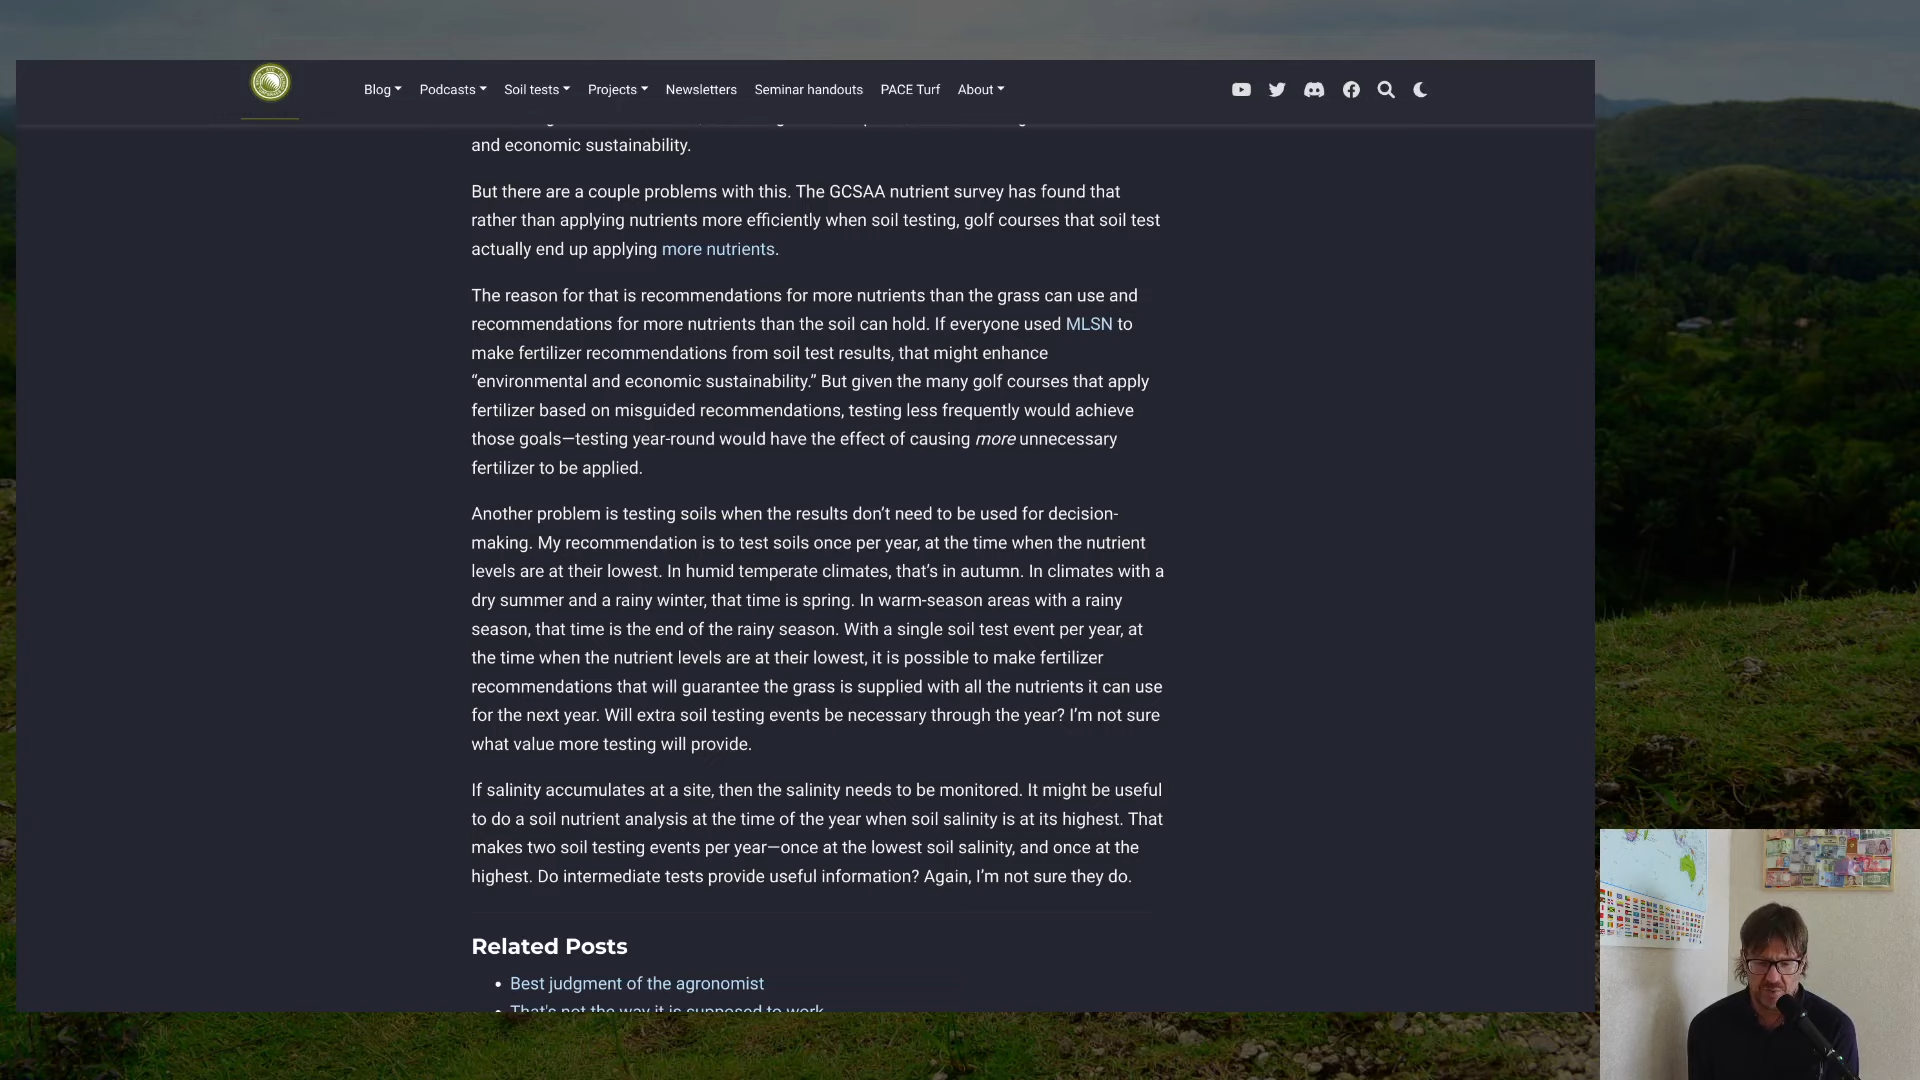 Blog Podcasts Soil tests Projects Newsletters Seminar handouts PACE Turf About
and economic sustainability.
But there are a couple problems with this. The GCSAA nutrient survey has found that
rather than applying nutrients more efficiently when soil testing, golf courses that soil test
actually end up applying more nutrients.
The reason for that is recommendations for more nutrients than the grass can use and
recommendations for more nutrients than the soil can hold. If everyone used MLSN to
make fertilizer recommendations from soil test results, that might enhance
“environmental and economic sustainability.” But given the many golf courses that apply
fertilizer based on misguided recommendations, testing less frequently would achieve
those goals—testing year-round would have the effect of causing more unnecessary
fertilizer to be applied.
Another problem is testing soils when the results don’t need to be used for decision-
making. My recommendation is to test soils once per year, at the time when the nutrient
levels are at their lowest. In humid temperate climates, that’s in autumn. In climates with a
dry summer and a rainy winter, that time is spring. In warm-season areas with a rainy
season, that time is the end of the rainy season. With a single soil test event per year, at
the time when the nutrient levels are at their lowest, it is possible to make fertilizer
recommendations that will guarantee the grass is supplied with all the nutrients it can use
for the next year. Will extra soil testing events be necessary through the year? I’m not sure
what value more testing will provide.
If salinity accumulates at a site, then the salinity needs to be monitored. It might be useful
to do a soil nutrient analysis at the time of the year when soil salinity is at its highest. That
makes two soil testing events per year—once at the lowest soil salinity, and once at the
highest. Do intermediate tests provide useful information? Again, I’m not sure they do.
Related Posts
• Best judgment of the agronomist
• That's not the way it is supposed to work